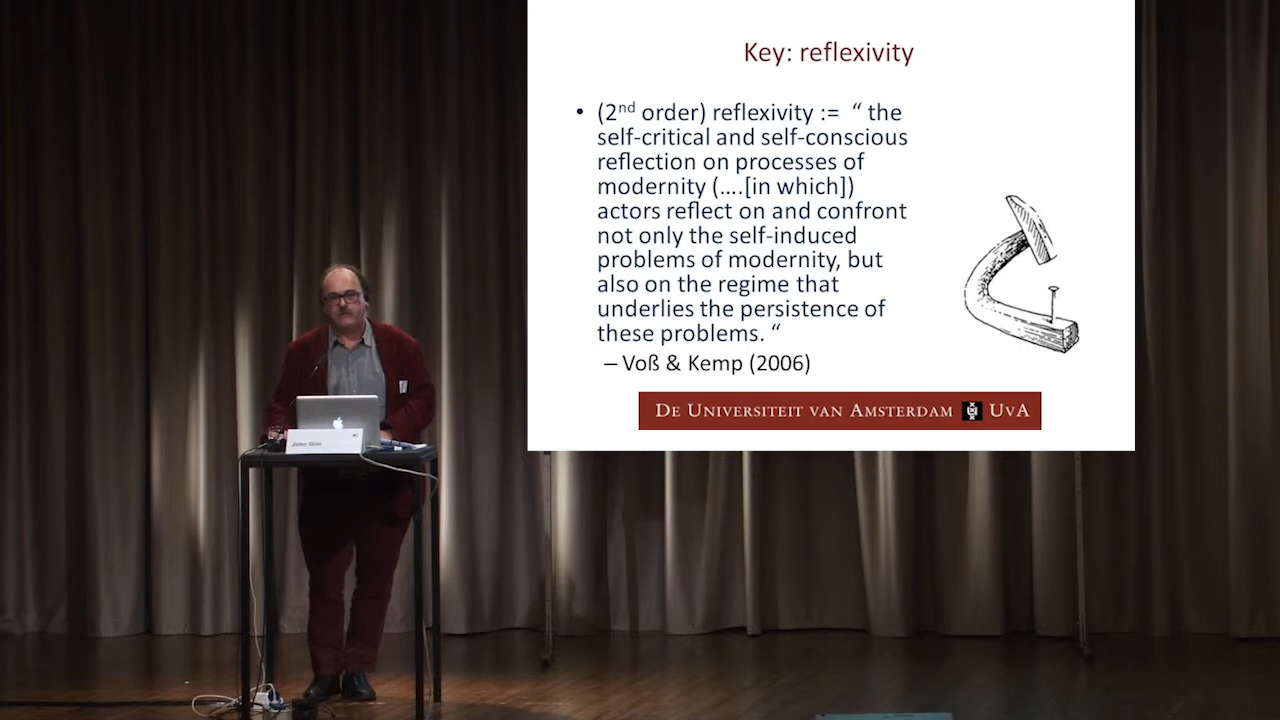 Key: reflexivity
• (2nd order) reflexivity := “ the
self-critical and self-conscious
reflection on processes of
modernity (....[in which])
actors reflect on and confront
not only the self-induced
problems of modernity, but
also on the regime that
underlies the persistence of
these problems. “
– Voß & Kemp (2006)
DE UNIVERSITEIT VAN AMSTERDAM UVA
John Grin